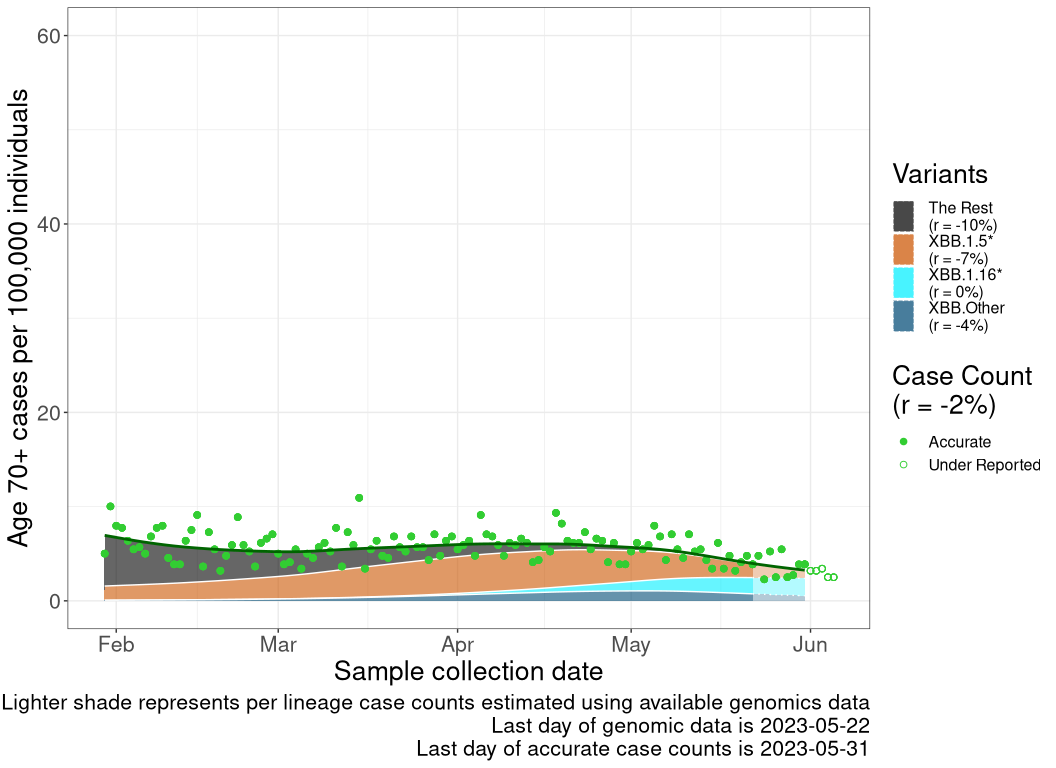 Age 70+ cases per 100,000 individuals
60
40
20
0
Feb
Mar
Apr
May
Jun
Sample collection date
Variants
The Rest
(r = -10%)
XBB.1.5*
(r = -7%)
XBB.1.16*
(r = 0%)
XBB.Other
(r = -4%)
Case Count
(r = -2%)
Accurate
Under Reported
Lighter shade represents per lineage case counts estimated using available genomics data
Last day of genomic data is 2023-05-22
Last day of accurate case counts is 2023-05-31